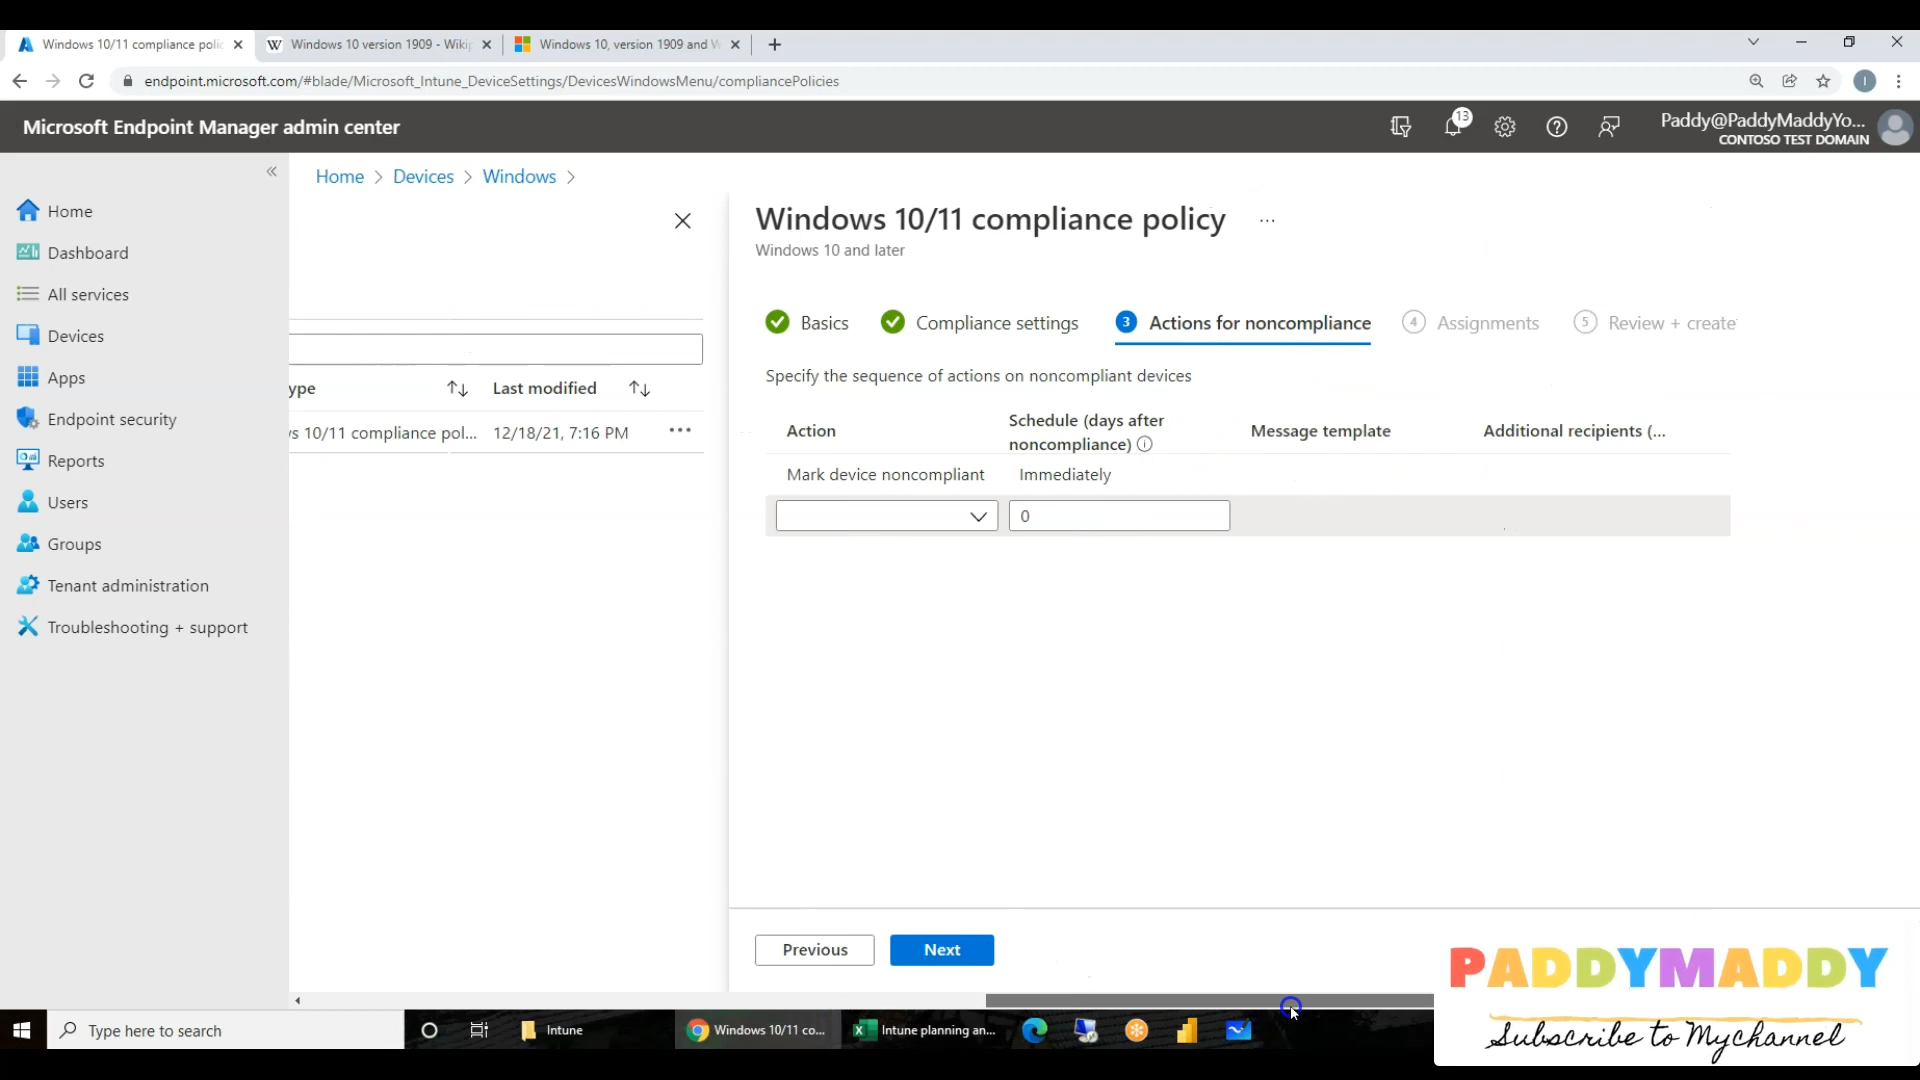 Windows 10/11 compliance polic
Windows 10 version 1909 - Wikip
Windows 10, version 1909 and W
endpoint.microsoft.com/#blade/Microsoft_Intune_DeviceSettings/DevicesWindowsMenu/compliancePolicies
I
Microsoft Endpoint Manager admin center
13
Paddy@PaddyMaddyYo...
CONTOSO TEST DOMAIN
Home
Dashboard
All services
Devices
Apps
Endpoint security
Reports
Users
Groups
Tenant administration
Troubleshooting + support
Home > Devices > Windows >
ype
Last modified
s 10/11 compliance pol...
12/18/21, 7:16 PM
Windows 10/11 compliance policy
Windows 10 and later
Basics
Compliance settings
3 Actions for noncompliance
4 Assignments
5 Review + create
Specify the sequence of actions on noncompliant devices
Action
Schedule (days after
noncompliance)
Message template
Additional recipients (...
Mark device noncompliant
Immediately
0
Previous
Next
PADDYMADDY
Subscribe to Mychannel
Type here to search
Intune
Windows 10/11 co...
Intune planning an...